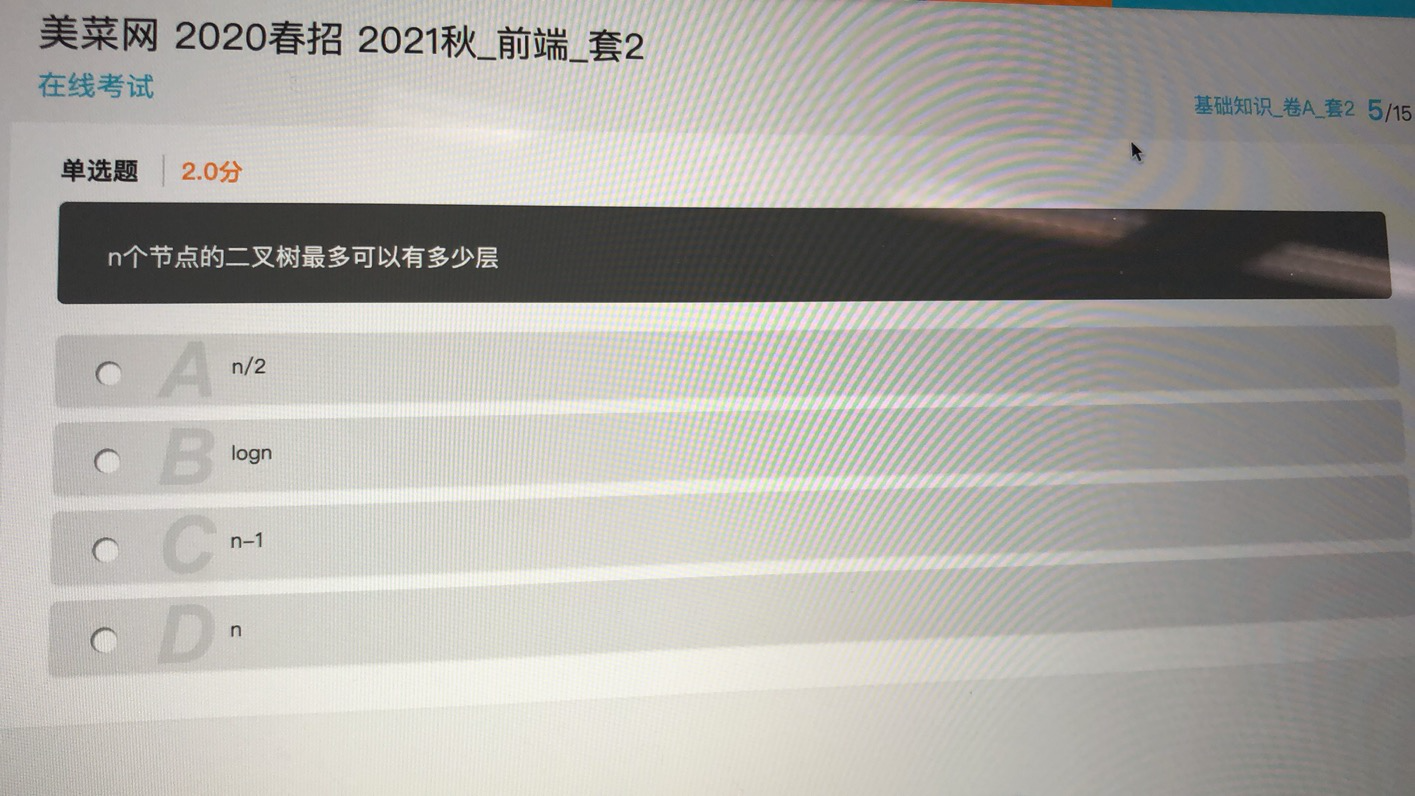 美菜网 2020春招 2021秋_前端_套2
在线考试
基础知识_卷A_套2 5/15
单选题 2.0分
n个节点的二叉树最多可以有多少层
A n/2
B logn
C n-1
D n